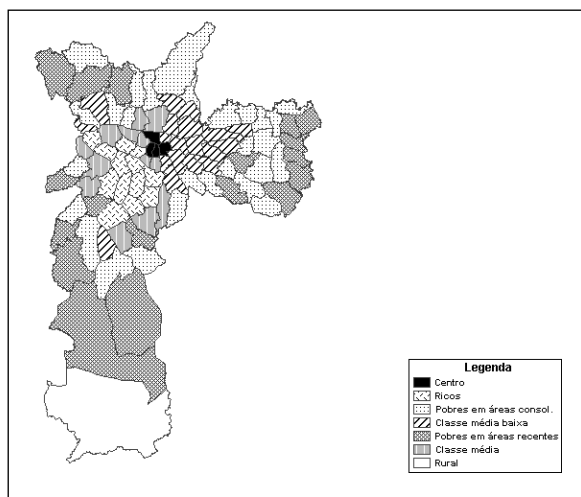 Legenda
Centro
Ricos
Pobres em áreas consol.
Classe média baixa
Pobres em áreas recentes
Classe média
Rural